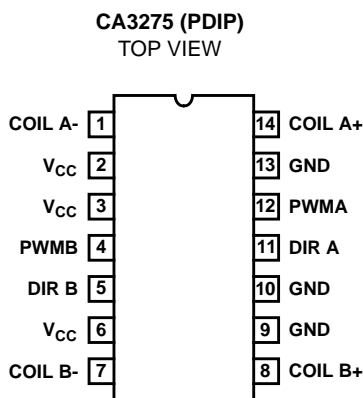 CA3275 (PDIP)
TOP VIEW
COIL A- 1 14 COIL A+
VCC 2 13 GND
VCC 3 12 PWMA
PWMB 4 11 DIR A
DIR B 5 10 GND
VCC 6 9 GND
COIL B- 7 8 COIL B+